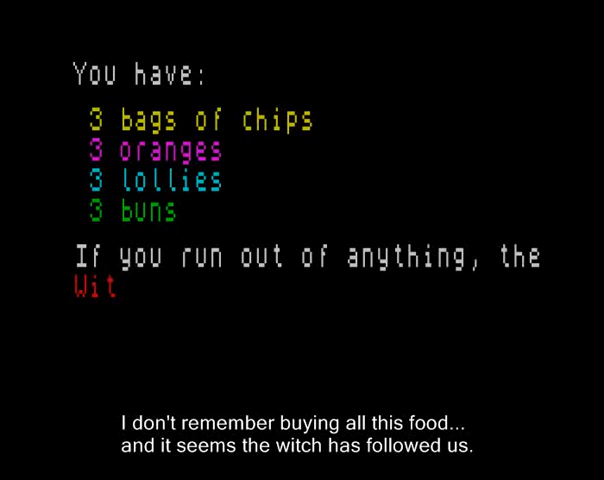 You have:
3 bags of chips
3 oranges
3 lollies
3 buns
If you run out of anything, the
Wit
I don't remember buying all this food...
and it seems the witch has followed us.